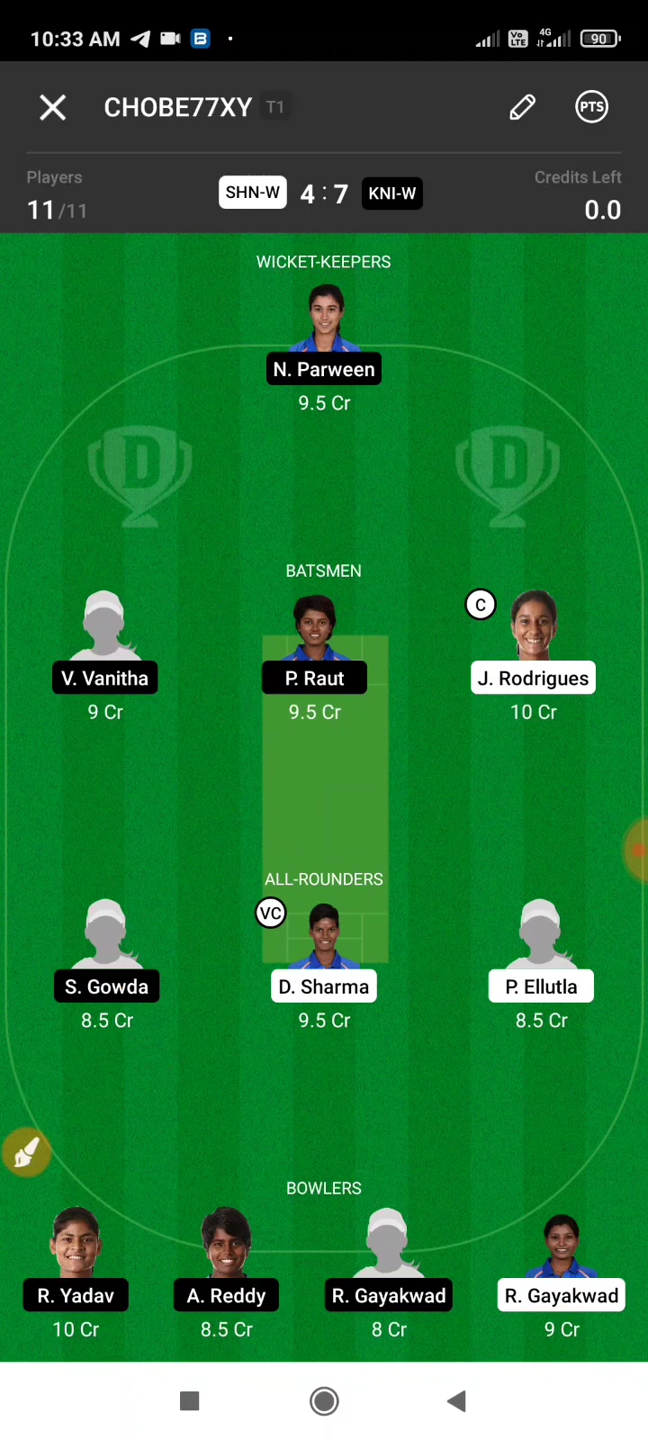 10:33 AM
Vo
LTE
4G
90
CHOBE77XY T1
PTS
Players
Credits Left
11/11
SHN-W 4 : 7 KNI-W
0.0
WICKET-KEEPERS
N. Parween
9.5 Cr
D D
BATSMEN
C
V. Vanitha P. Raut J. Rodrigues
9 Cr 9.5 Cr 10 Cr
ALL-ROUNDERS
VC
S. Gowda D. Sharma P. Ellutla
8.5 Cr 9.5 Cr 8.5 Cr
BOWLERS
R. Yadav A. Reddy R. Gayakwad R. Gayakwad
10 Cr 8.5 Cr 8 Cr 9 Cr